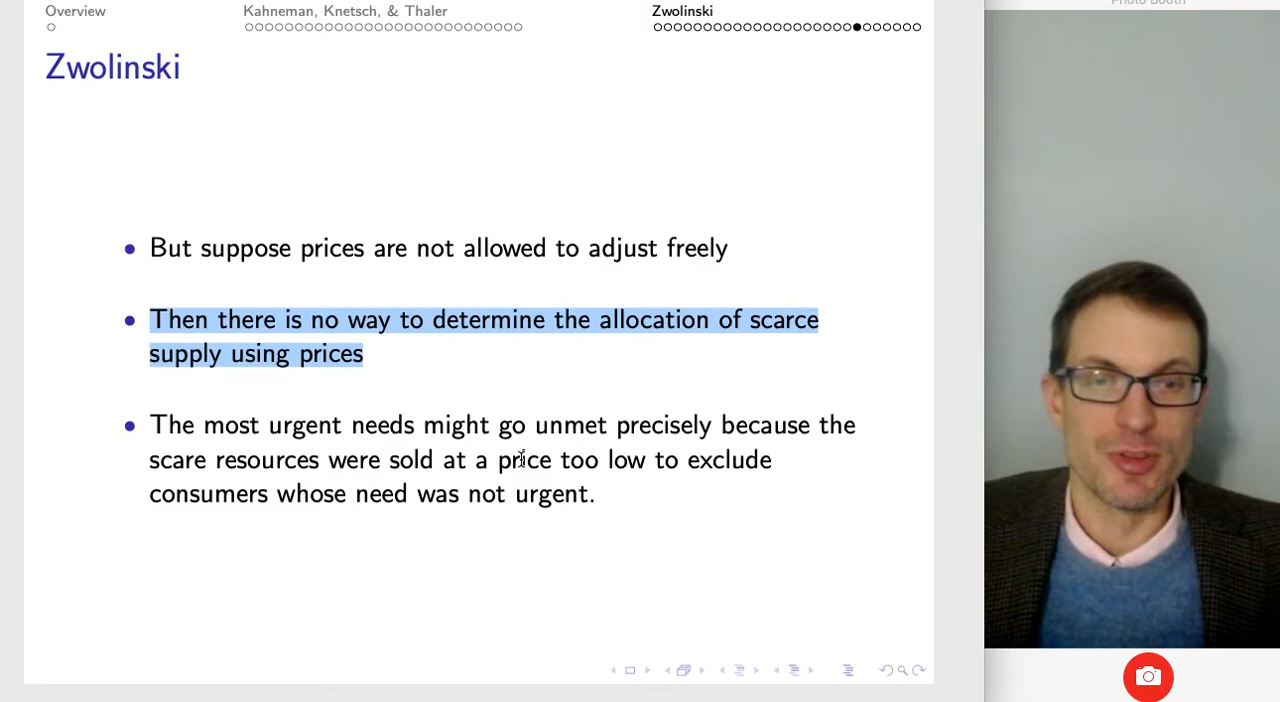 Overview
Kahneman, Knetsch, & Thaler
Zwolinski
Photo Booth
Zwolinski
But suppose prices are not allowed to adjust freely
Then there is no way to determine the allocation of scarce
supply using prices
The most urgent needs might go unmet precisely because the
scare resources were sold at a price too low to exclude
consumers whose need was not urgent.